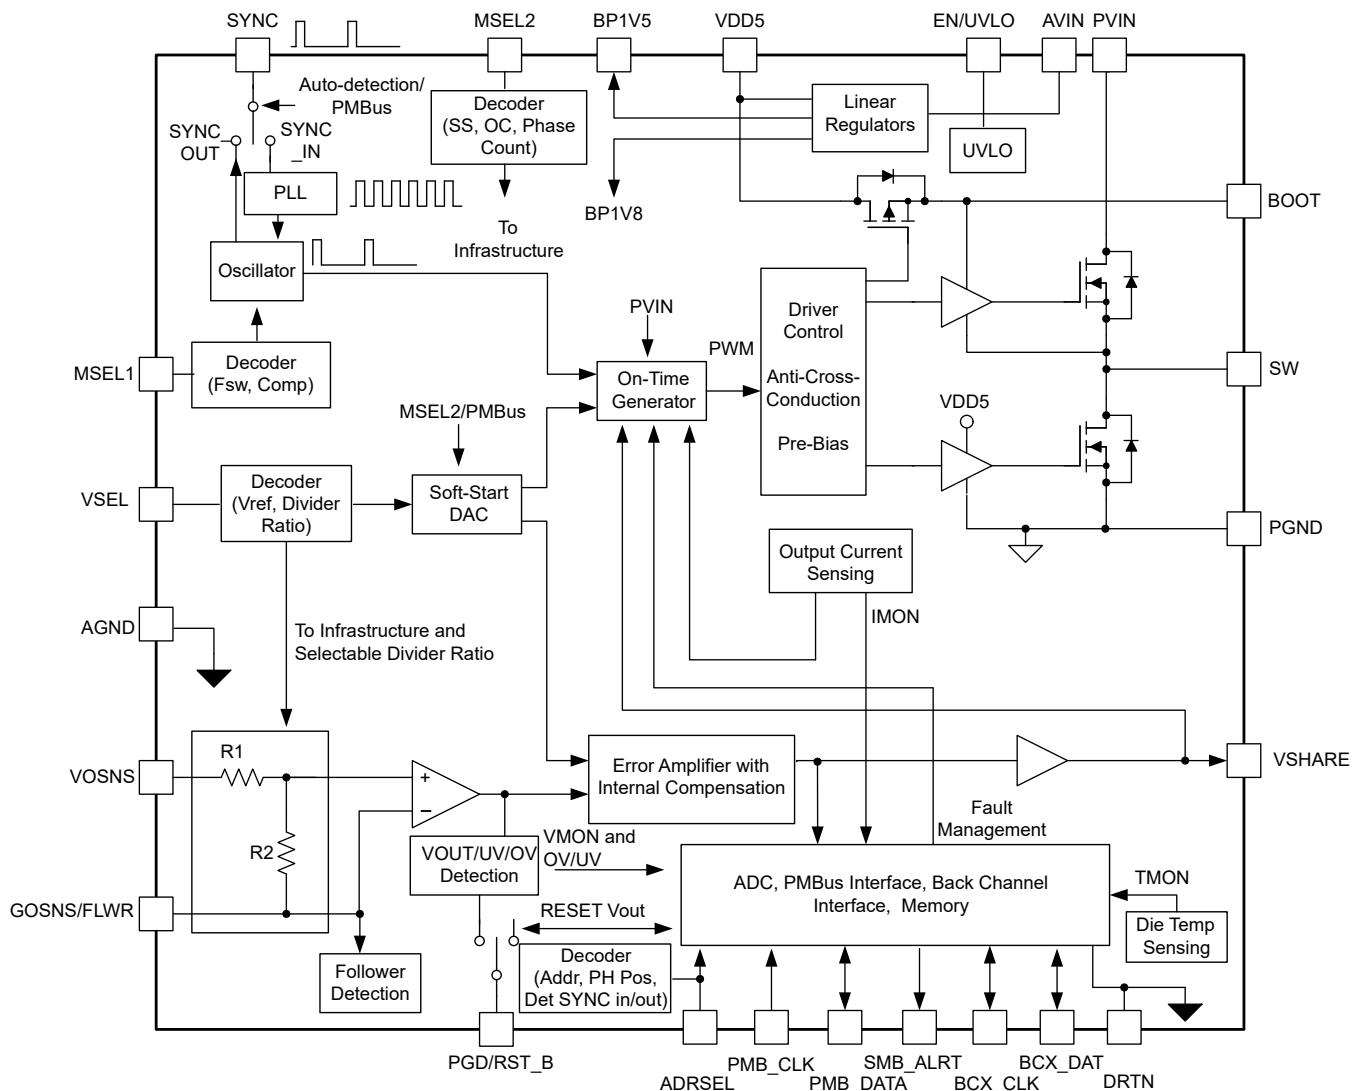 SYNC
MSEL2
BP1V5
VDD5
EN/UVLO
AVIN
PVIN
Auto-detection/
PMBus
SYNC
OUT
SYNC
_IN
PLL
Decoder
(SS, OC, Phase
Count)
To
Infrastructure
BP1V8
Linear
Regulators
UVLO
BOOT
Oscillator
MSEL1
Decoder
(Fsw, Comp)
PVIN
On-Time
Generator
PWM
Driver
Control
Anti-Cross-
Conduction
Pre-Bias
VDD5
SW
MSEL2/PMBus
VSEL
Decoder
(Vref, Divider
Ratio)
Soft-Start
DAC
PGND
Output Current
Sensing
IMON
AGND
To Infrastructure and
Selectable Divider Ratio
VOSNS
R1
R2
+
−
Error Amplifier with
Internal Compensation
VSHARE
Fault
Management
VOUT/UV/OV
Detection
VMON and
OV/UV
ADC, PMBus Interface, Back Channel
Interface, Memory
TMON
Die Temp
Sensing
GOSNS/FLWR
RESET Vout
Follower
Detection
Decoder
(Addr, PH Pos,
Det SYNC in/out)
PGD/RST_B
ADRSEL
PMB_CLK
PMB_DATA
SMB_ALRT
BCX_CLK
BCX_DAT
DRTN